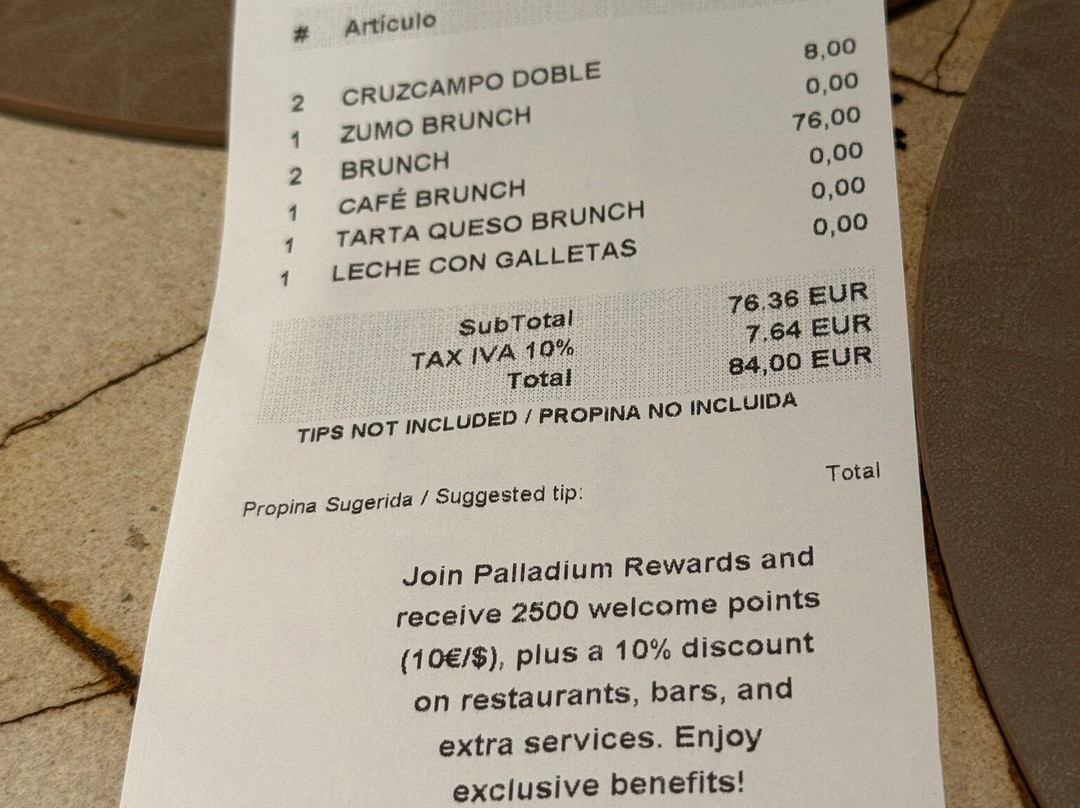 # Artículo
2 CRUZCAMPO DOBLE 8,00
1 ZUMO BRUNCH 0,00
2 BRUNCH 76,00
1 CAFÉ BRUNCH 0,00
1 TARTA QUESO BRUNCH 0,00
1 LECHE CON GALLETAS 0,00
SubTotal 76.36 EUR
TAX IVA 10% 7.64 EUR
Total 84,00 EUR
TIPS NOT INCLUDED / PROPINA NO INCLUIDA
Propina Sugerida / Suggested tip: Total
Join Palladium Rewards and
receive 2500 welcome points
(10€/$), plus a 10% discount
on restaurants, bars, and
extra services. Enjoy
exclusive benefits!